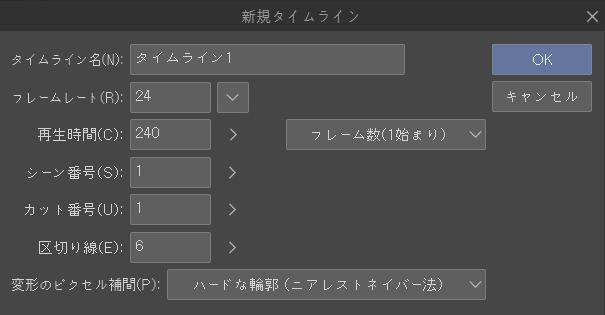 新規タイムライン
タイムライン名(N): タイムライン1 OK
フレームレート(R): 24 キャンセル
再生時間(C): 240 フレーム数(1始まり)
シーン番号(S): 1
カット番号(U): 1
区切り線(E): 6
変形のピクセル補間(P): ハードな輪郭 (ニアレストネイバー法)